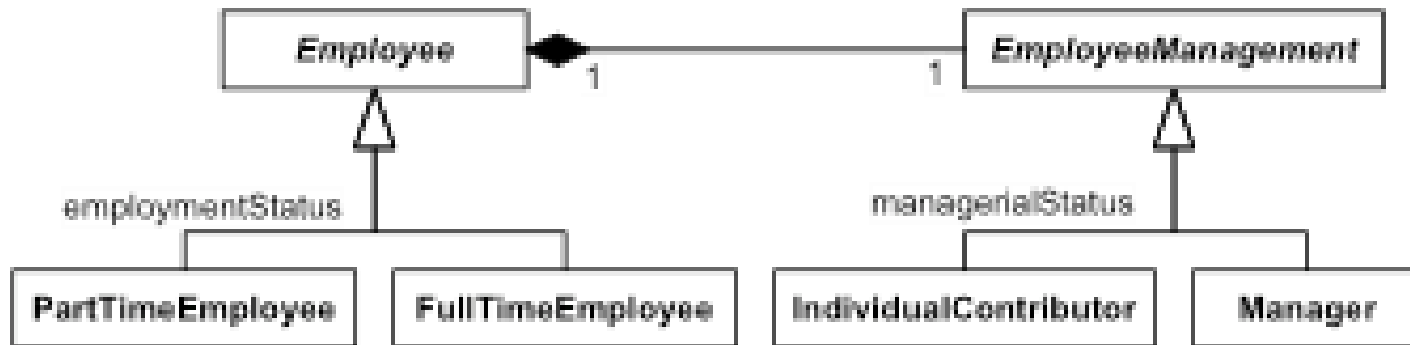 Employee
EmployeeManagement
1
1
employmentStatus
managerialStatus
PartTimeEmployee
FullTimeEmployee
IndividualContributor
Manager